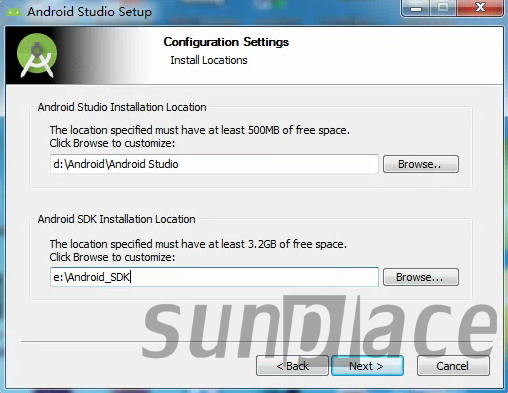 Android Studio Setup
Configuration Settings
Install Locations
Android Studio Installation Location
The location specified must have at least 500MB of free space.
Click Browse to customize:
d:\Android\Android Studio
Browse..
Android SDK Installation Location
The location specified must have at least 3.2GB of free space.
Click Browse to customize:
e:\Android_SDK
Browse...
sunplace
< Back
Next >
Cancel